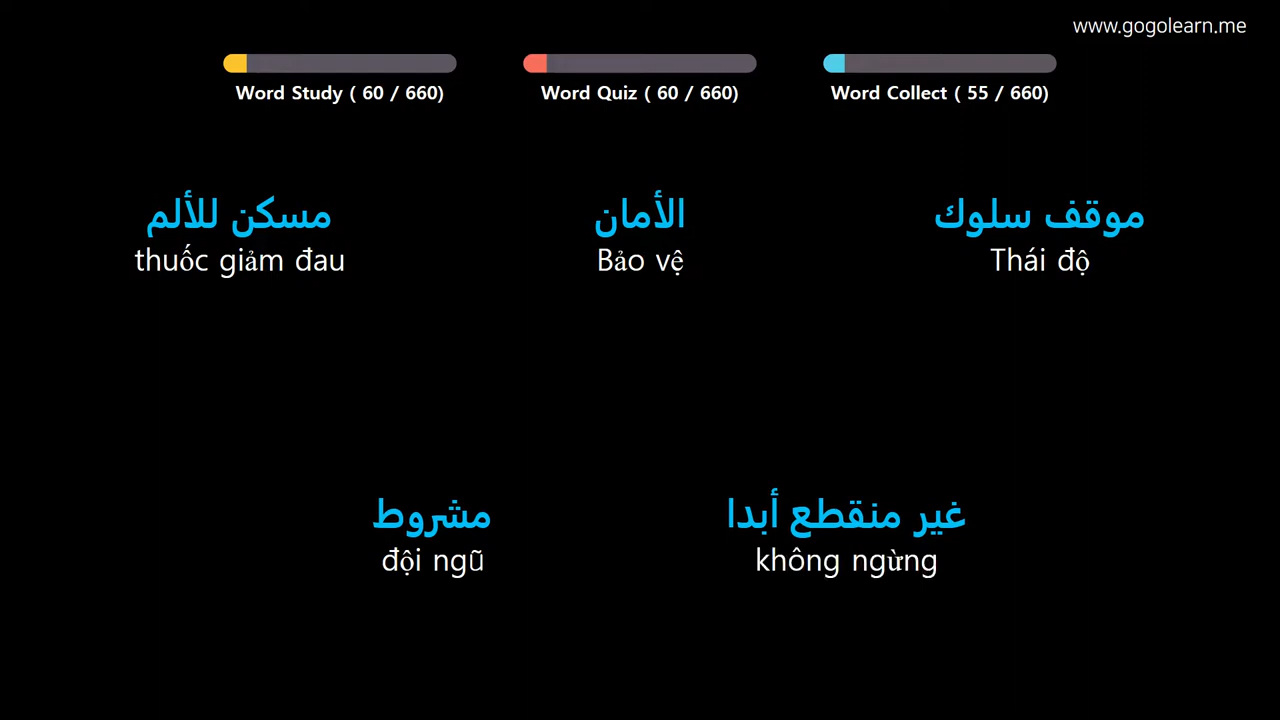 www.gogolearn.me
Word Study ( 60 / 660)
Word Quiz ( 60 / 660)
Word Collect ( 55 / 660)
مسكن للألم
thuốc giảm đau
الأمان
Bảo vệ
موقف سلوك
Thái độ
مشروط
đội ngũ
غير منقطع أبدا
không ngừng